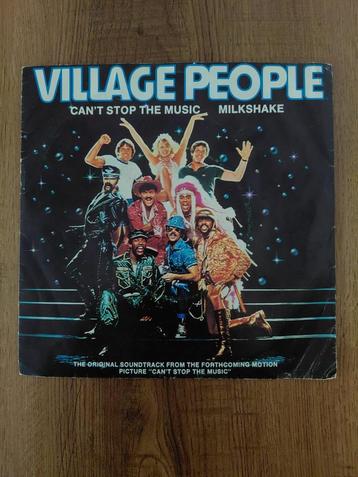 VILLAGE PEOPLE
CAN'T STOP THE MUSIC MILKSHAKE
THE ORIGINAL SOUNDTRACK FROM THE FORTHCOMING MOTION
PICTURE "CAN'T STOP THE MUSIC"